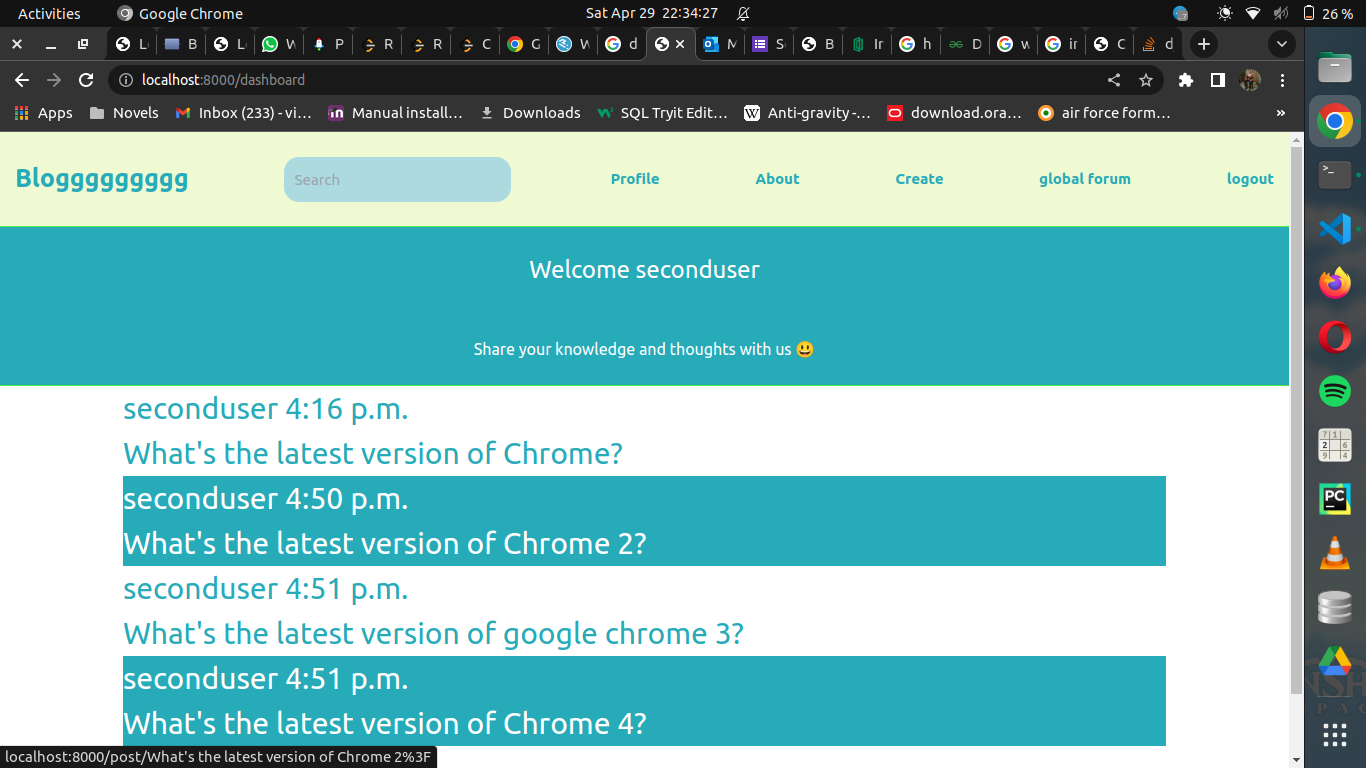 Activities Google Chrome Sat Apr 29 22:34:27 26 %
L B L W P R R C G W d M S B Ir h D w ir C d
localhost:8000/dashboard
Apps Novels Inbox (233) - vi... Manual install... Downloads SQL Tryit Edit... Anti-gravity -... download.ora... air force form... »
Bloggggggggg Search Profile About Create global forum logout
Welcome seconduser
Share your knowledge and thoughts with us 😃
seconduser 4:16 p.m.
What's the latest version of Chrome?
seconduser 4:50 p.m.
What's the latest version of Chrome 2?
seconduser 4:51 p.m.
What's the latest version of google chrome 3?
seconduser 4:51 p.m.
What's the latest version of Chrome 4?
localhost:8000/post/What's the latest version of Chrome 2%3F